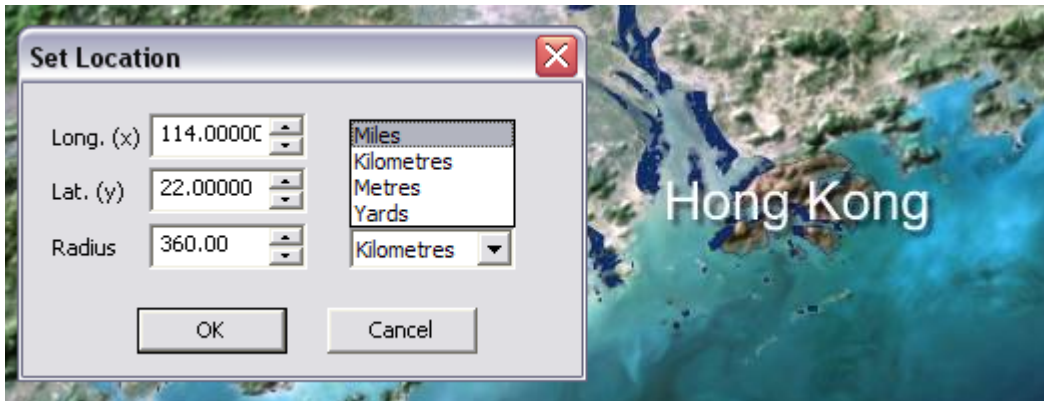 Set Location
Long. (x) 114.0000C
Miles
Kilometres
Metres
Yards
Lat. (y) 22.00000
Radius 360.00 Kilometres
OK Cancel
Hong Kong